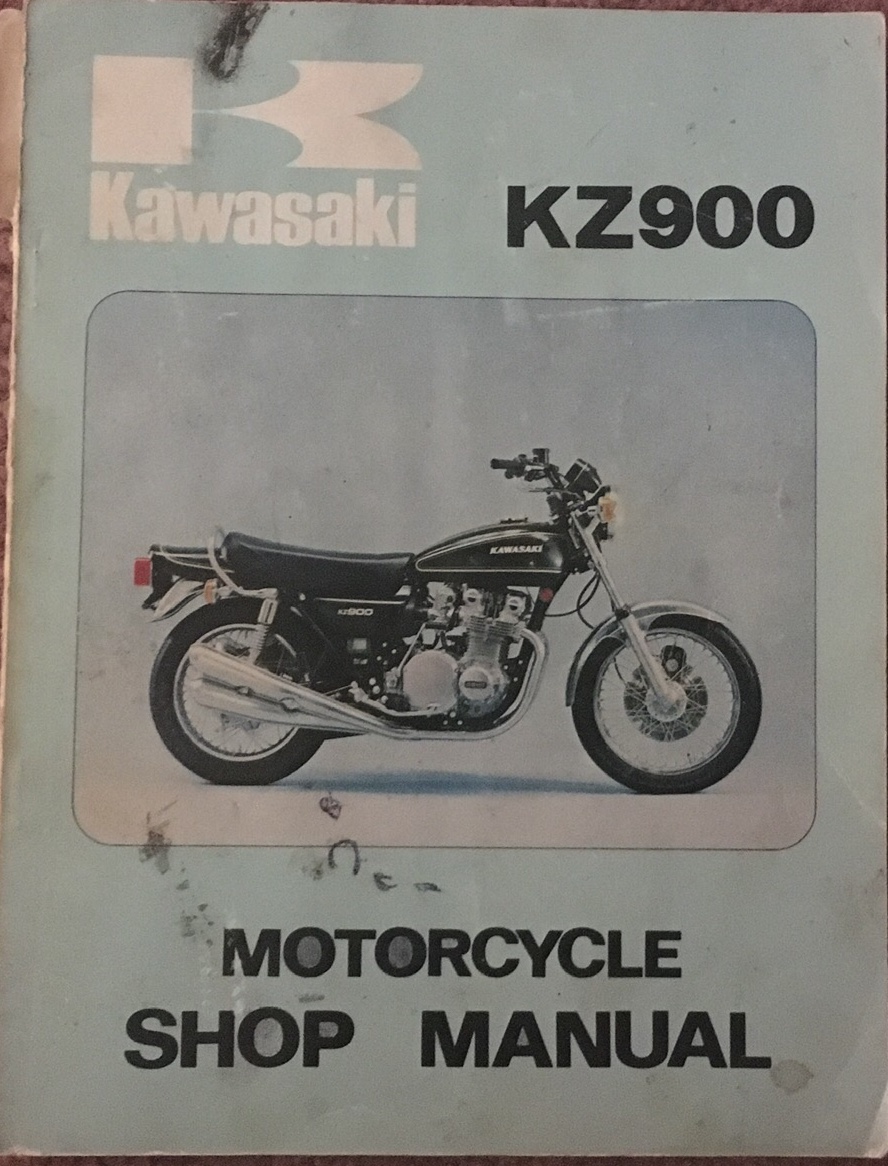 Kawasaki
KZ900
KAWASAKI
KZ900
MOTORCYCLE
SHOP MANUAL